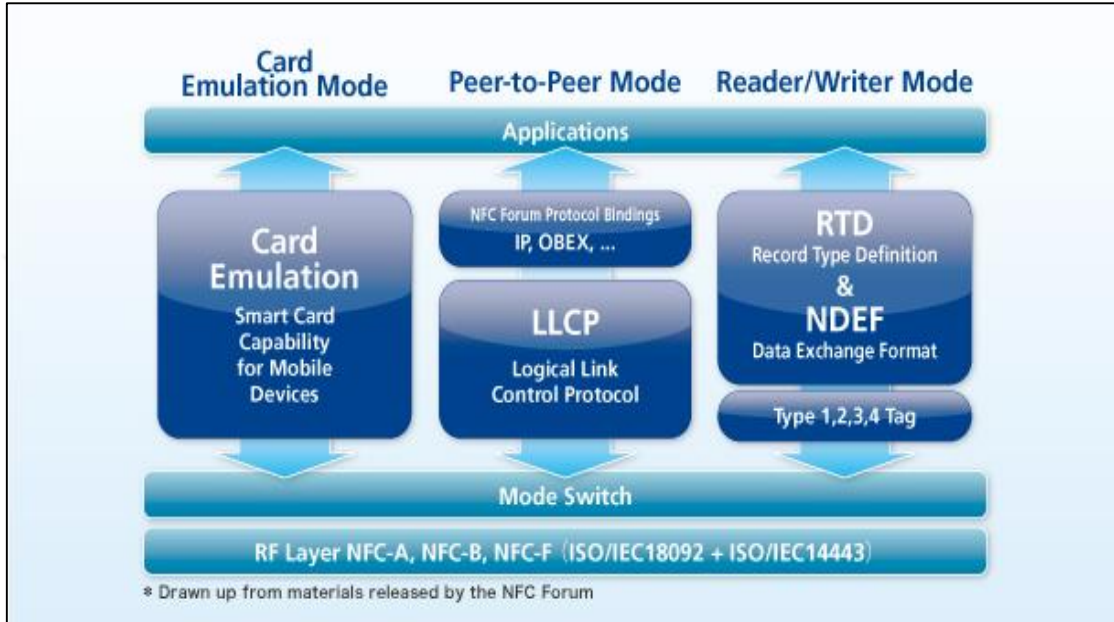 Card
Emulation Mode
Peer-to-Peer Mode
Reader/Writer Mode
Applications
Card
Emulation
Smart Card
Capability
for Mobile
Devices
NFC Forum Protocol Bindings
IP, OBEX, ...
LLCP
Logical Link
Control Protocol
RTD
Record Type Definition
&
NDEF
Data Exchange Format
Type 1,2,3,4 Tag
Mode Switch
RF Layer NFC-A, NFC-B, NFC-F (ISO/IEC18092 + ISO/IEC14443)
* Drawn up from materials released by the NFC Forum